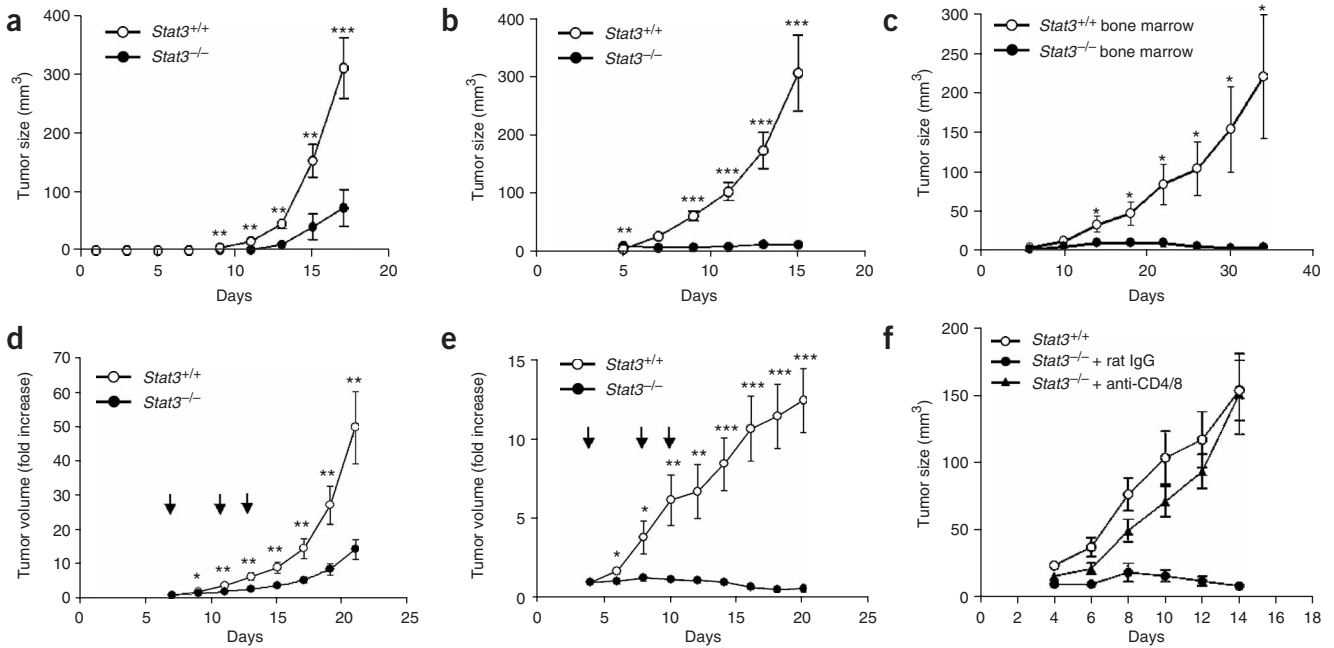 a
Stat3+/+
Stat3–/–
Tumor size (mm3)
400
300
200
100
0
0 5 10 15 20
Days
** ** ** ** ***
b
Stat3+/+
Stat3–/–
Tumor size (mm3)
400
300
200
100
0
0 5 10 15 20
Days
** *** *** *** ***
c
Stat3+/+ bone marrow
Stat3–/– bone marrow
Tumor size (mm3)
300
250
200
150
100
50
0
0 10 20 30 40
Days
* * * * * *
d
Stat3+/+
Stat3–/–
Tumor volume (fold increase)
70
60
50
40
30
20
10
0
0 5 10 15 20 25
Days
* ** ** ** ** ** **
e
Stat3+/+
Stat3–/–
Tumor volume (fold increase)
15
10
5
0
0 5 10 15 20 25
Days
* * ** ** *** *** *** ***
f
Stat3+/+
Stat3–/– + rat IgG
Stat3–/– + anti-CD4/8
Tumor size (mm3)
200
150
100
50
0
0 2 4 6 8 10 12 14 16 18
Days